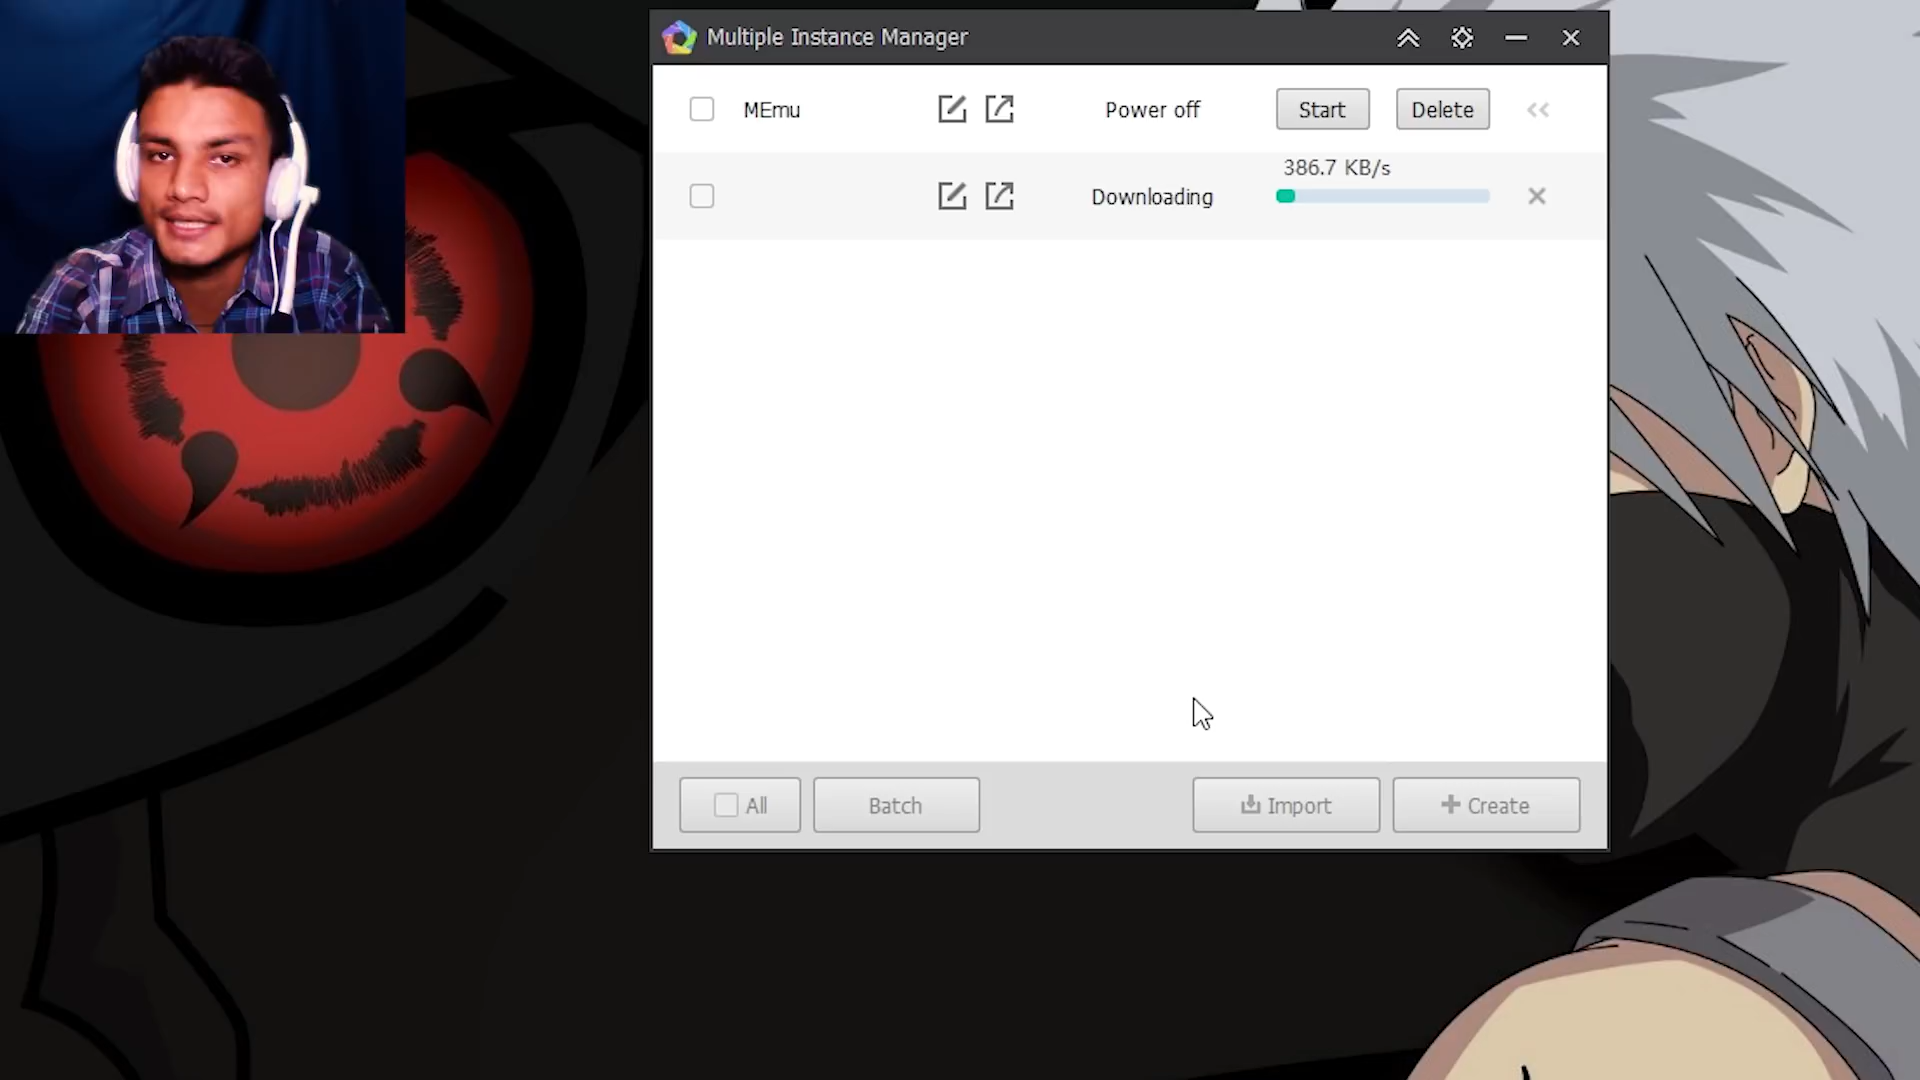 Multiple Instance Manager
MEmu Power off Start Delete
386.7 KB/s
Downloading
All Batch Import Create